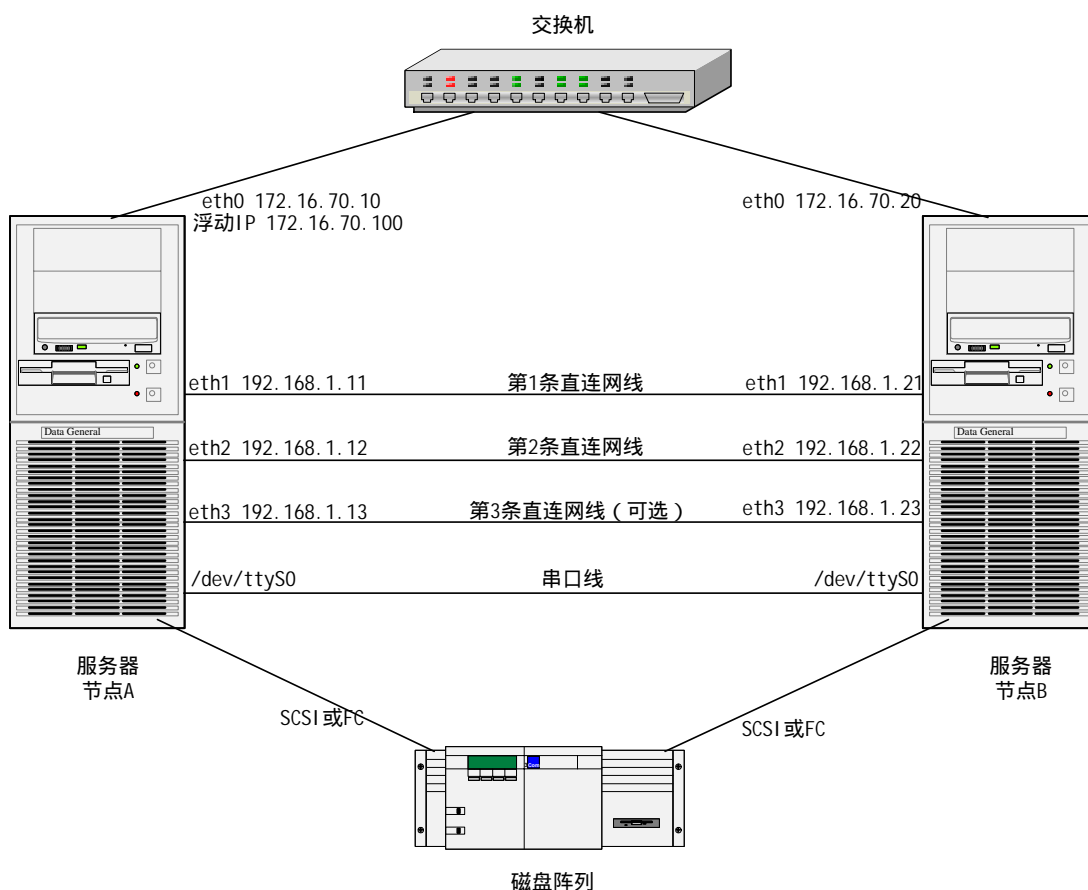 交换机
eth0 172.16.70.10
浮动IP 172.16.70.100
eth0 172.16.70.20
eth1 192.168.1.11
第1条直连网线
eth1 192.168.1.21
Data General
Data General
eth2 192.168.1.12
第2条直连网线
eth2 192.168.1.22
eth3 192.168.1.13
第3条直连网线（可选）
eth3 192.168.1.23
/dev/ttyS0
串口线
/dev/ttyS0
服务器
节点A
服务器
节点B
SCSI或FC
SCSI或FC
磁盘阵列